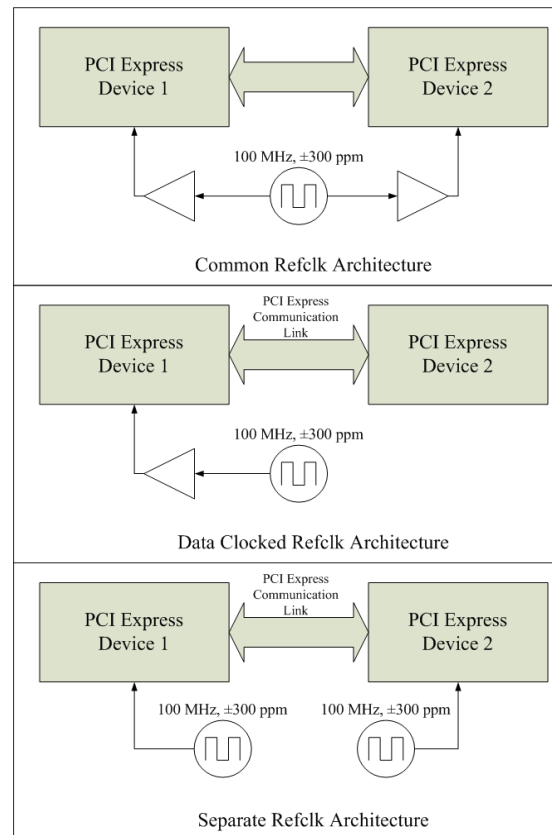 PCI Express
Device 1
PCI Express
Device 2
100 MHz, ±300 ppm
Common Refclk Architecture
PCI Express
Communication
Link
PCI Express
Device 1
PCI Express
Device 2
100 MHz, ±300 ppm
Data Clocked Refclk Architecture
PCI Express
Communication
Link
PCI Express
Device 1
PCI Express
Device 2
100 MHz, ±300 ppm
100 MHz, ±300 ppm
Separate Refclk Architecture